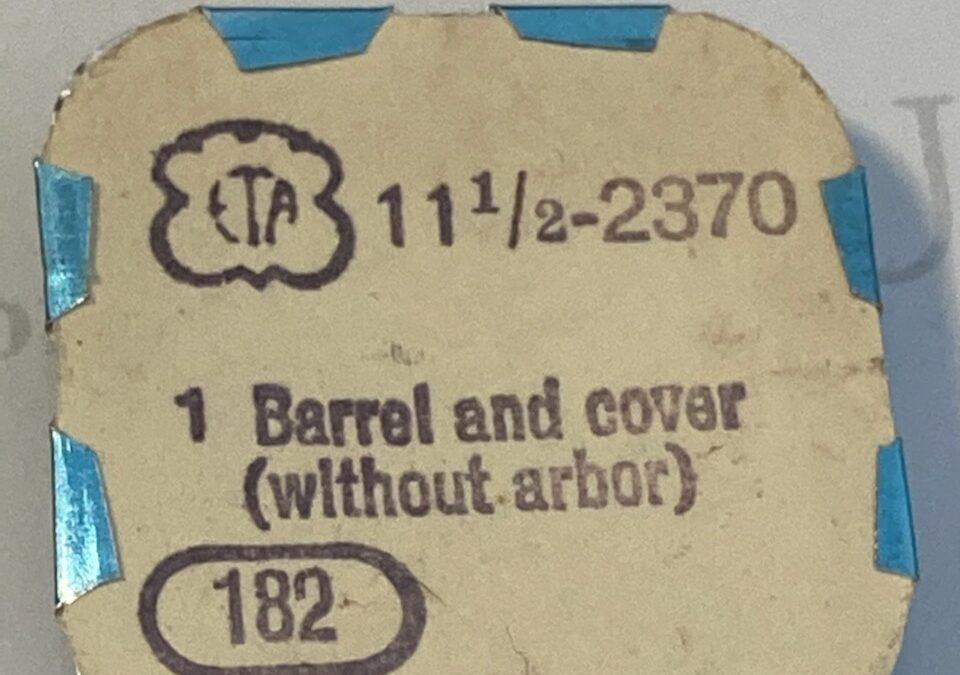 ETA 11 1/2-2370
1 Barrel and cover
(without arbor)
182